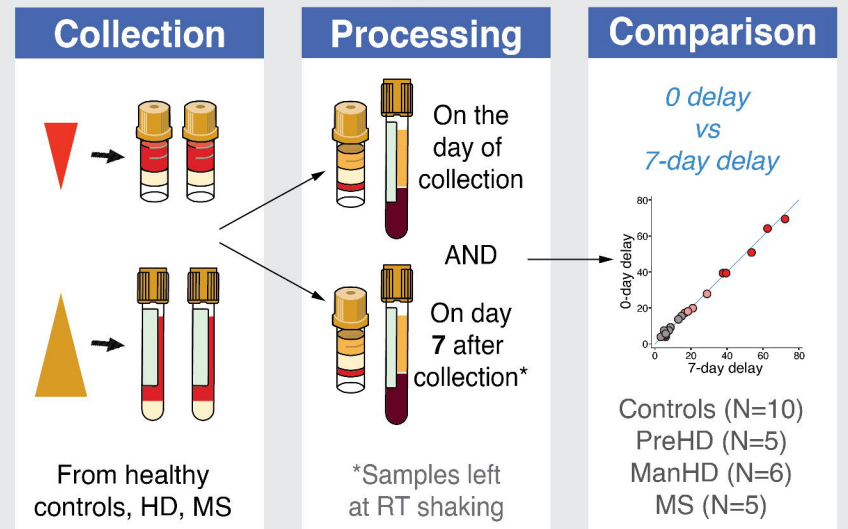 Collection
From healthy
controls, HD, MS
Processing
On the
day of
collection
AND
On day
7 after
collection*
*Samples left
at RT shaking
Comparison
0 delay
vs
7-day delay
80
60
40
20
0
0-day delay
0 20 40 60 80
7-day delay
Controls (N=10)
PreHD (N=5)
ManHD (N=6)
MS (N=5)